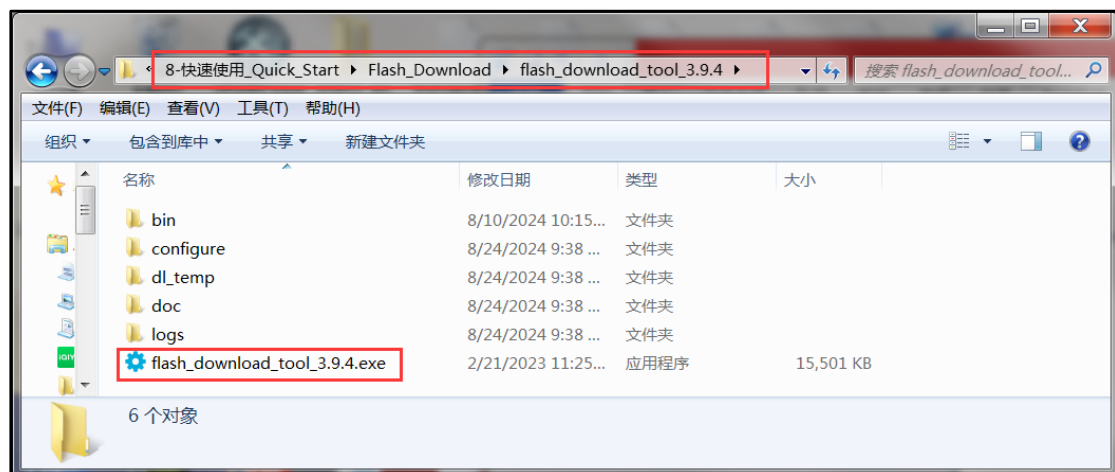 8-快速使用_Quick_Start Flash_Download flash_download_tool_3.9.4 搜索 flash_download_tool...
文件(F) 编辑(E) 查看(V) 工具(T) 帮助(H)
组织 包含到库中 共享 新建文件夹
名称 修改日期 类型 大小
bin 8/10/2024 10:15... 文件夹
configure 8/24/2024 9:38 ... 文件夹
dl_temp 8/24/2024 9:38 ... 文件夹
doc 8/24/2024 9:38 ... 文件夹
logs 8/24/2024 9:38 ... 文件夹
flash_download_tool_3.9.4.exe 2/21/2023 11:25... 应用程序 15,501 KB
6 个对象